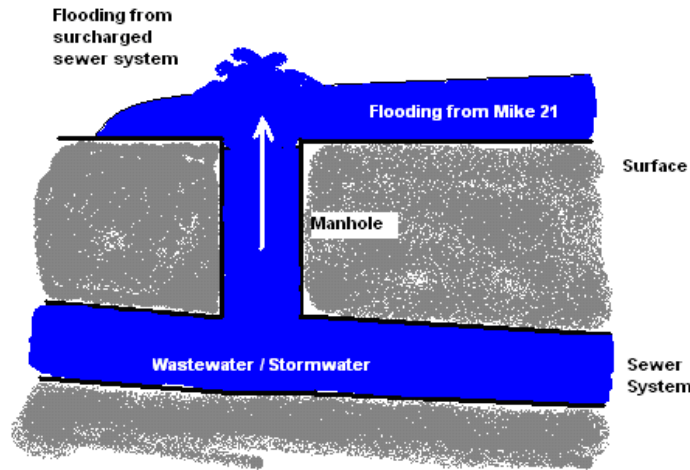 Flooding from
surcharged
sewer system
Flooding from Mike 21
Surface
Manhole
Wastewater / Stormwater
Sewer
System